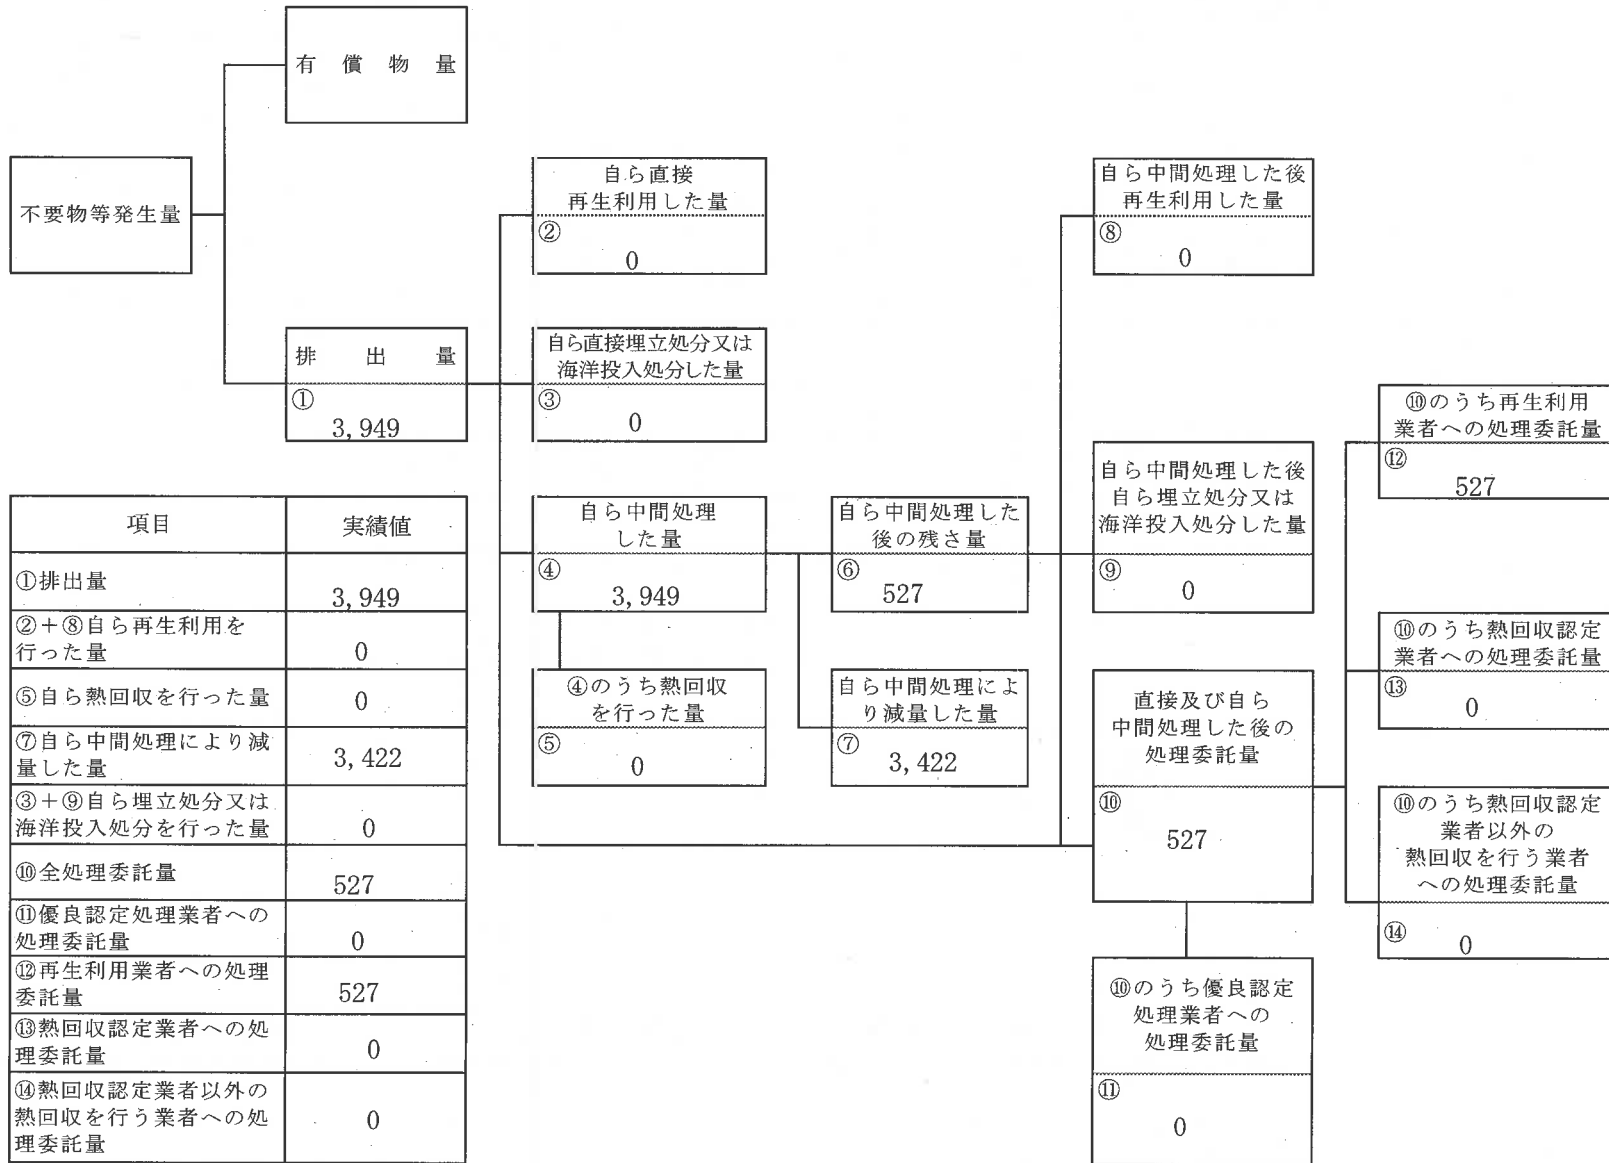 有償物量
不要物等発生量
排出量
①
3,949
自ら直接
再生利用した量
②
0
自ら直接埋立処分又は
海洋投入処分した量
③
0
自ら中間処理
した量
④
3,949
④のうち熱回収
を行った量
⑤
0
自ら中間処理した
後の残さ量
⑥
527
自ら中間処理によ
り減量した量
⑦
3,422
自ら中間処理した後
再生利用した量
⑧
0
自ら中間処理した後
自ら埋立処分又は
海洋投入処分した量
⑨
0
直接及び自ら
中間処理した後の
処理委託量
⑩
527
⑩のうち優良認定
処理業者への
処理委託量
⑪
0
⑩のうち再生利用
業者への処理委託量
⑫
527
⑩のうち熱回収認定
業者への処理委託量
⑬
0
⑩のうち熱回収認定
業者以外の
熱回収を行う業者
への処理委託量
⑭
0
項目 実績値
①排出量 3,949
②+⑧自ら再生利用を
行った量 0
⑤自ら熱回収を行った量 0
⑦自ら中間処理により減
量した量 3,422
③+⑨自ら埋立処分又は
海洋投入処分を行った量 0
⑩全処理委託量 527
⑪優良認定処理業者への
処理委託量 0
⑫再生利用業者への処理
委託量 527
⑬熱回収認定業者への処
理委託量 0
⑭熱回収認定業者以外の
熱回収を行う業者への処
理委託量 0